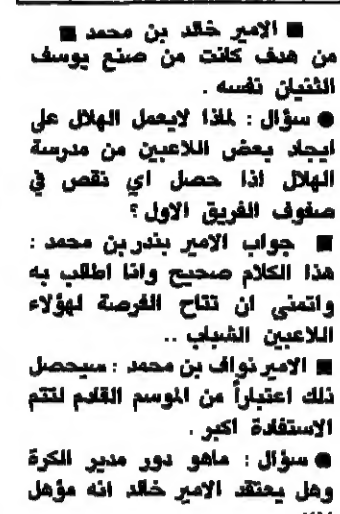 ■ الامير خالد بن محمد ■
من هدف كانت من صنع يوسف
الثنيان نفسه .
● سؤال : لماذا لايعمل الهلال على
ايجاد بعض اللاعبين من مدرسة
الهلال اذا حصل اي نقص في
صفوف الفريق الاول ؟
■ جواب الامير بندر بن محمد :
هذا الكلام صحيح وانا اطالب به
واتمنى ان تتاح الفرصة لهؤلاء
اللاعبين الشباب ..
■ الامير نواف بن محمد : سيحصل
ذلك اعتباراً من الموسم القادم لتتم
الاستفادة اكبر .
● سؤال : ماهو دور مدير الكرة
وهل يعتقد الامير خالد انه مؤهل